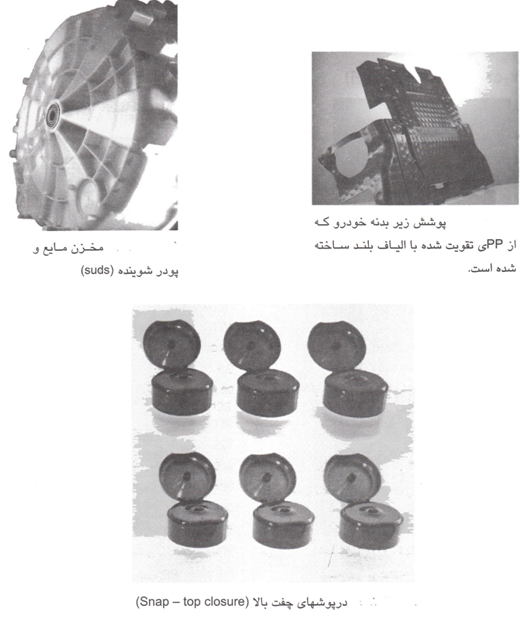 پوشش زیر بدنه خودرو که
از PPی تقویت شده با الیاف بلند ساخته
شده است.
مخزن مایع و
پودر شوینده (suds)
درپوشهای چفت بالا (Snap – top closure)